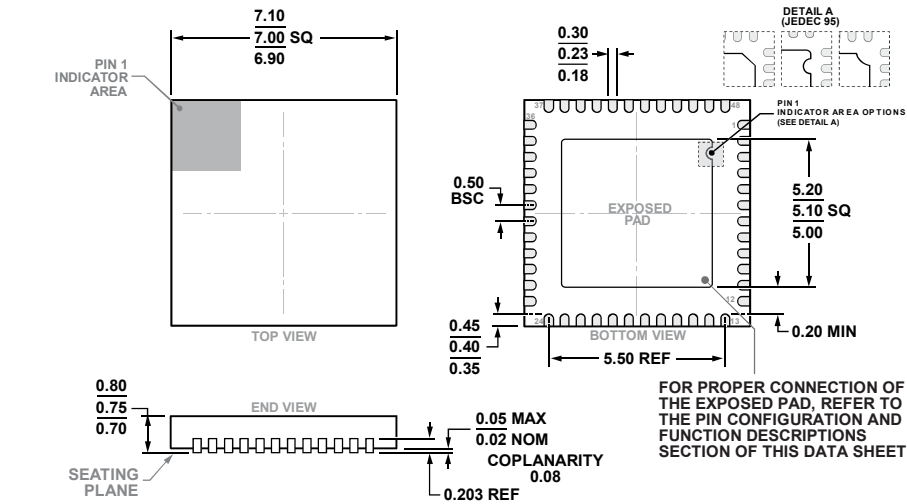 7.10
7.00 SQ
6.90
PIN 1
INDICATOR
AREA
TOP VIEW
0.30
0.23
0.18
DETAIL A
(JEDEC 95)
37
48
36
1
PIN 1
INDICATOR AREA OPTIONS
(SEE DETAIL A)
0.50
BSC
EXPOSED
PAD
5.20
5.10 SQ
5.00
12
24
13
BOTTOM VIEW
0.45
0.40
0.35
5.50 REF
0.20 MIN
0.80
0.75
0.70
END VIEW
SEATING
PLANE
0.05 MAX
0.02 NOM
COPLANARITY
0.08
0.203 REF
FOR PROPER CONNECTION OF
THE EXPOSED PAD, REFER TO
THE PIN CONFIGURATION AND
FUNCTION DESCRIPTIONS
SECTION OF THIS DATA SHEET